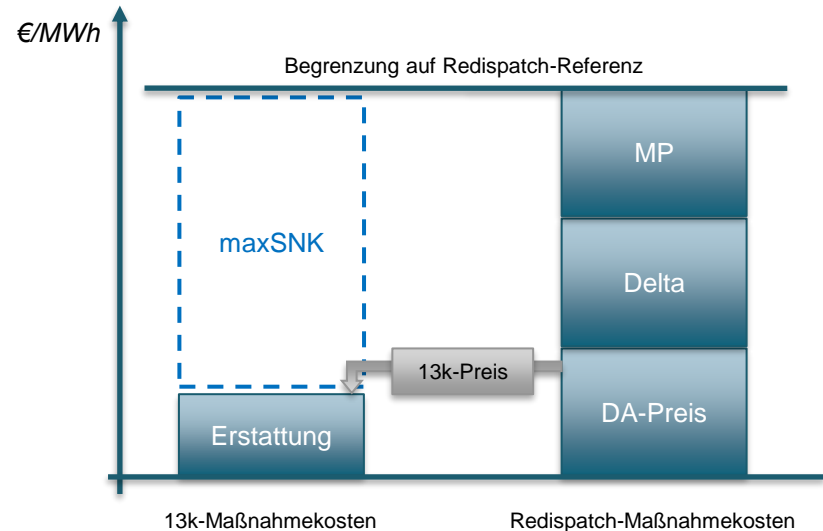 €/MWh
Begrenzung auf Redispatch-Referenz
MP
maxSNK
Delta
13k-Preis
DA-Preis
Erstattung
13k-Maßnahmekosten
Redispatch-Maßnahmekosten